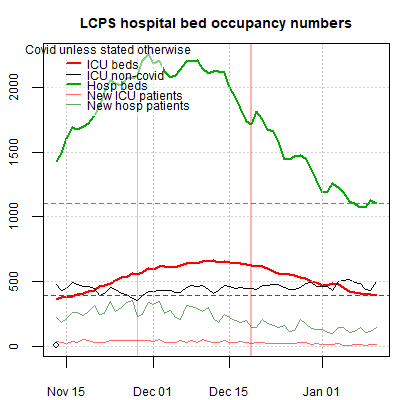 LCPS hospital bed occupancy numbers
Covid unless stated otherwise
ICU beds
ICU non-covid
Hosp beds
New ICU patients
New hosp patients
2000
1500
1000
500
0
Nov 15 Dec 01 Dec 15 Jan 01